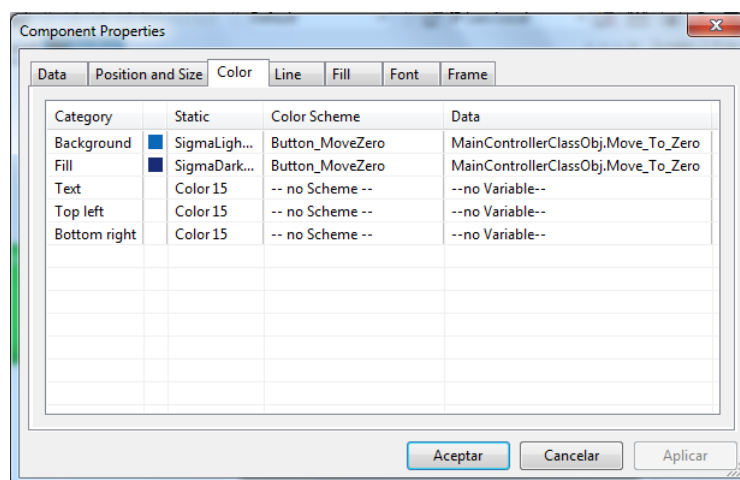 Component Properties
Data Position and Size Color Line Fill Font Frame
Category Static Color Scheme Data
Background SigmaLigh... Button_MoveZero MainControllerClassObj.Move_To_Zero
Fill SigmaDark... Button_MoveZero MainControllerClassObj.Move_To_Zero
Text Color 15 -- no Scheme -- --no Variable--
Top left Color 15 -- no Scheme -- --no Variable--
Bottom right Color 15 -- no Scheme -- --no Variable--
Aceptar Cancelar Aplicar